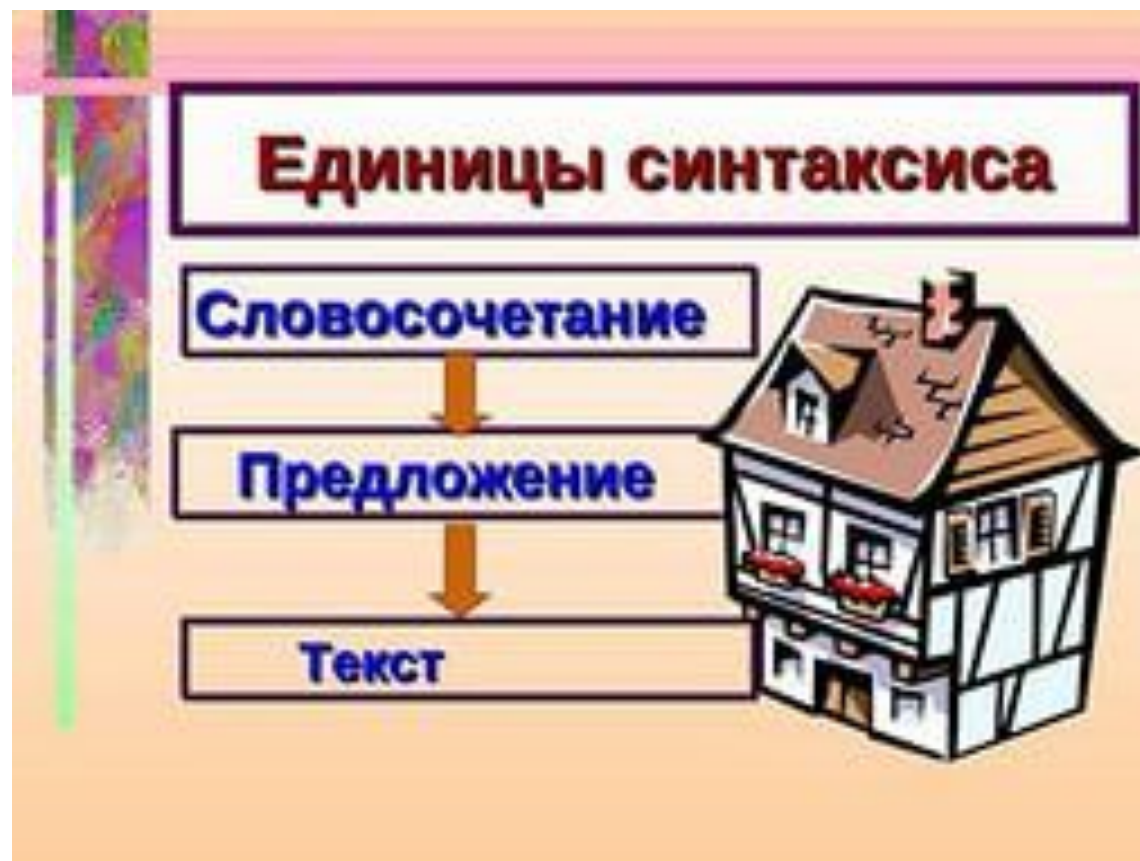 Единицы синтаксиса
Словосочетание
Предложение
Текст